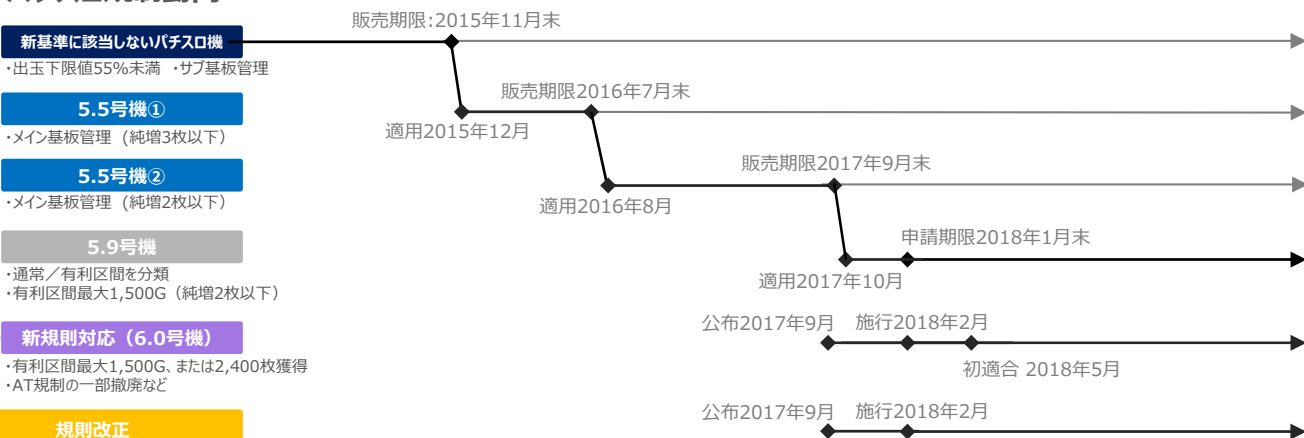 販売期限:2015年11月末
新基準に該当しないパチスロ機
・出玉下限値55%未満 ・サブ基板管理
5.5号機①
販売期限2016年7月末
・メイン基板管理 (純増3枚以下)
適用2015年12月
5.5号機②
販売期限2017年9月末
・メイン基板管理 (純増2枚以下)
適用2016年8月
5.9号機
申請期限2018年1月末
・通常／有利区間を分類
・有利区間最大1,500G（純増2枚以下）
適用2017年10月
新規則対応（6.0号機）
公布2017年9月 施行2018年2月
・有利区間最大1,500G、または2,400枚獲得
・AT規制の一部撤廃など
初適合 2018年5月
規則改正
公布2017年9月 施行2018年2月